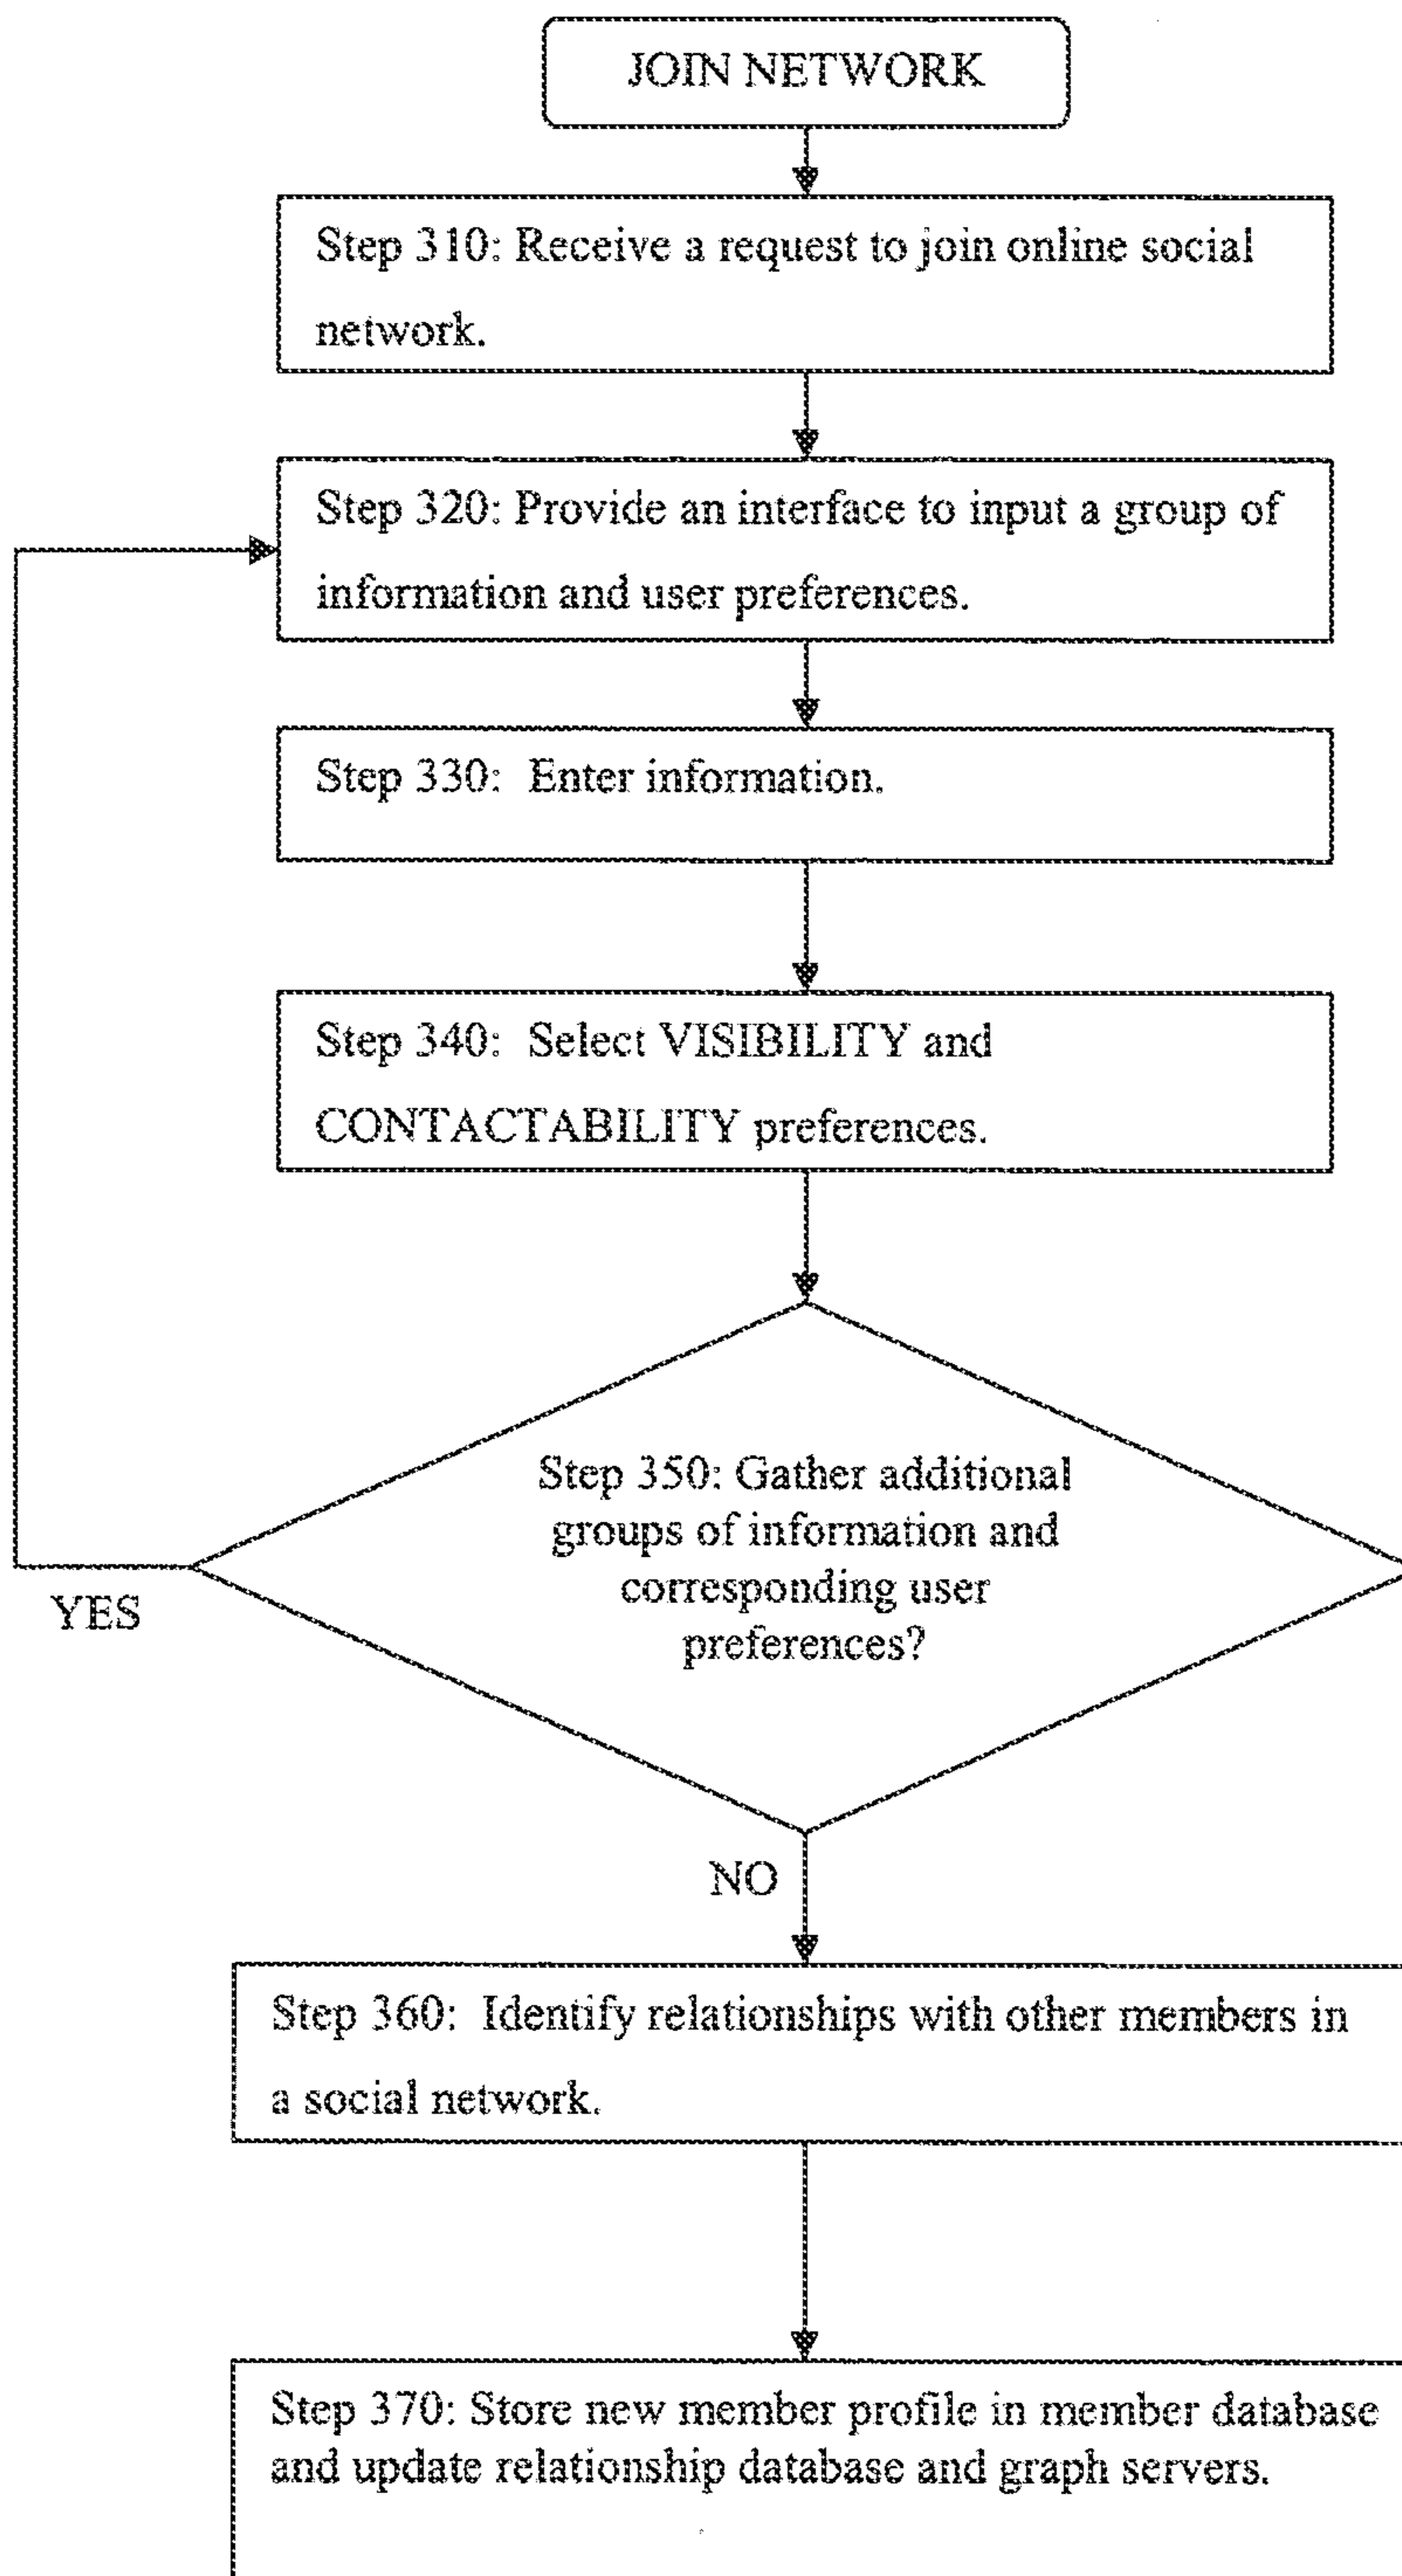 JOIN NETWORK
Step 310: Receive a request to join online social
network.
Step 320: Provide an interface to input a group of
information and user preferences.
Step 330: Enter information.
Step 340: Select VISIBILITY and
CONTACTABILITY preferences.
Step 350: Gather additional
groups of information and
corresponding user
preferences?
YES
NO
Step 360: Identify relationships with other members in
a social network.
Step 370: Store new member profile in member database
and update relationship database and graph servers.